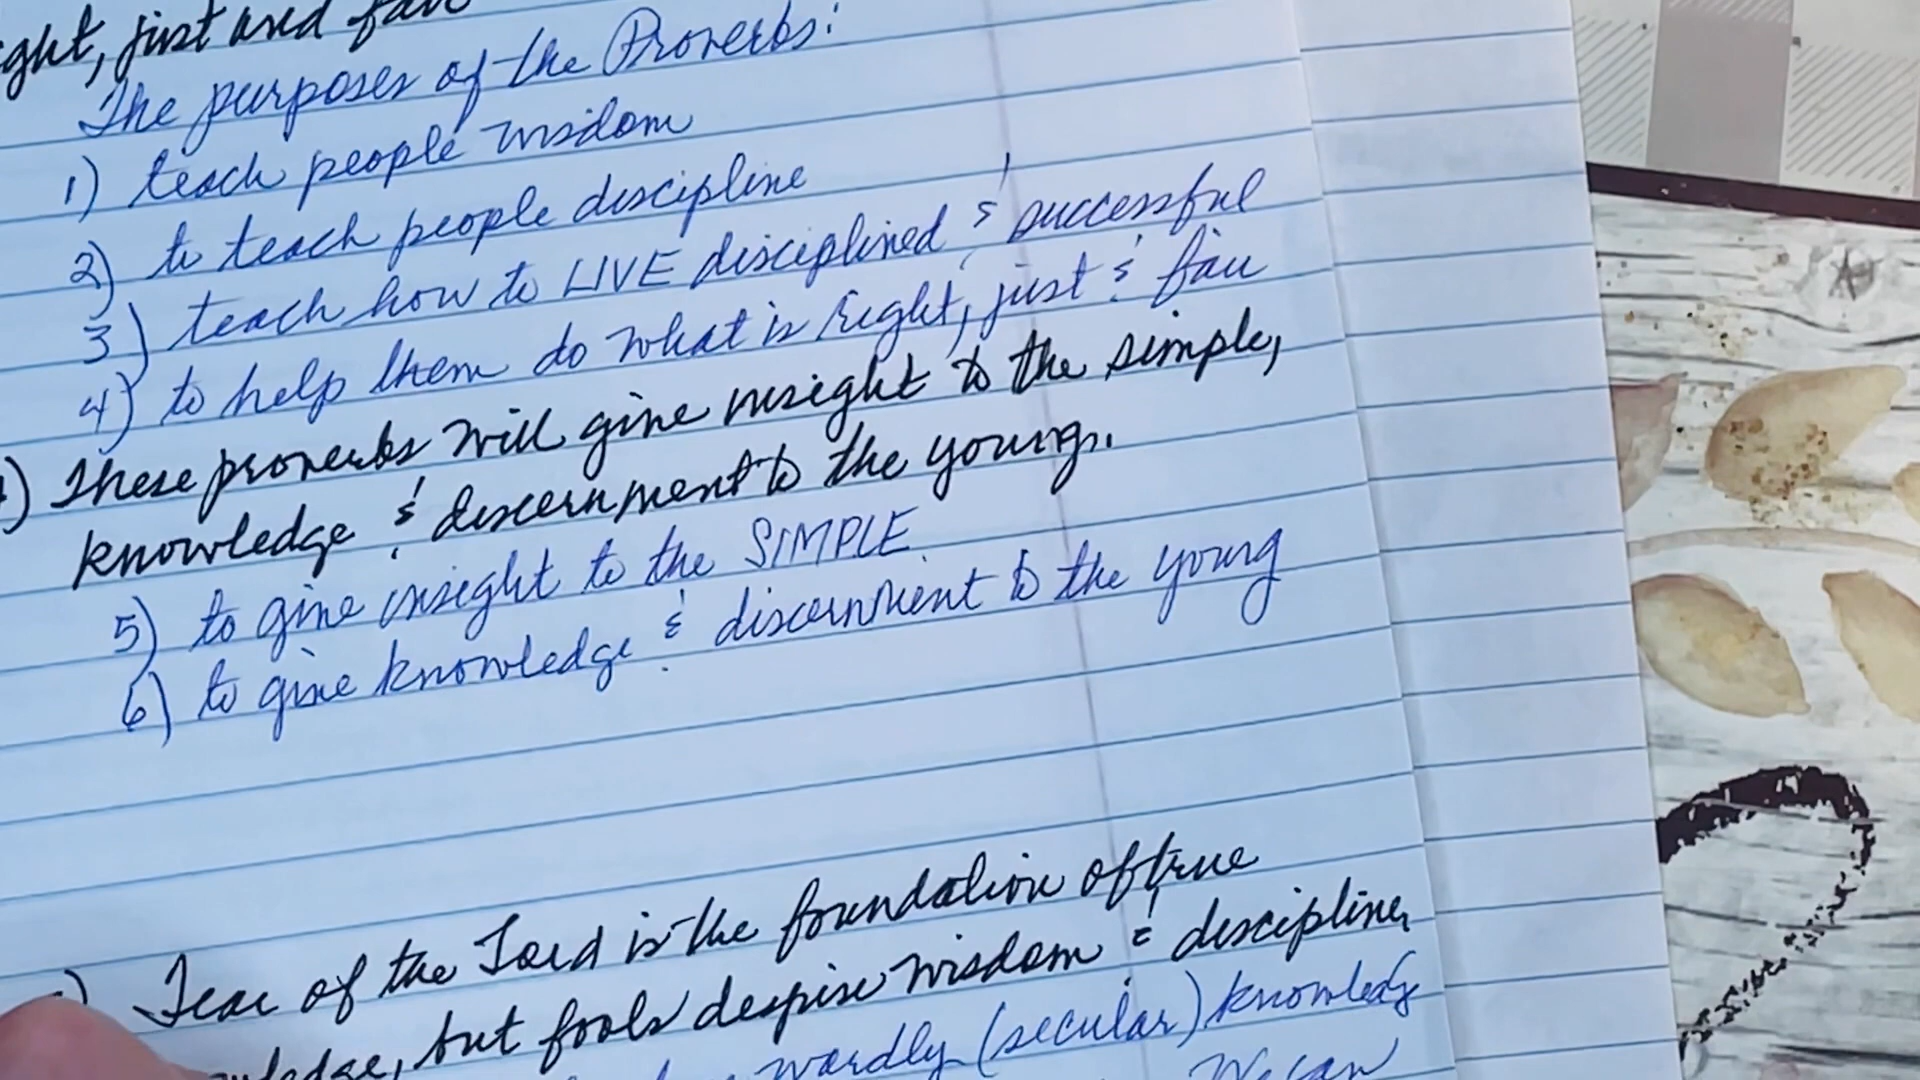 ght, just and fair
The purposes of the Proverbs:
1) teach people wisdom
2) to teach people discipline
3) teach how to LIVE disciplined & successful
4) to help them do what is right, just & fair
) These proverbs will give insight to the simple,
knowledge & discernment to the young.
5) to give insight to the SIMPLE
6) to give knowledge & discernment to the young
) Fear of the Lord is the foundation of true
wledge, but fools despise wisdom & discipline,
wordly (secular) knowledge
We can